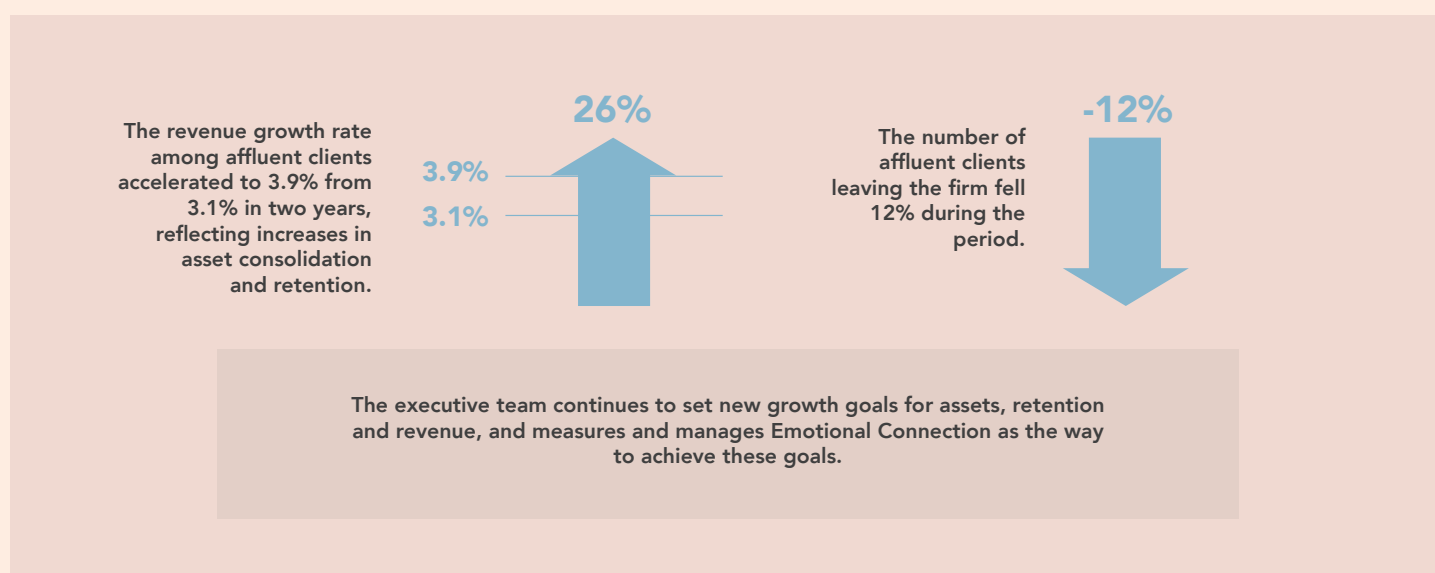 The revenue growth rate
among affluent clients
accelerated to 3.9% from
3.1% in two years,
reflecting increases in
asset consolidation
and retention.
26%
3.9%
3.1%
The number of
affluent clients
leaving the firm fell
12% during the
period.
-12%
The executive team continues to set new growth goals for assets, retention
and revenue, and measures and manages Emotional Connection as the way
to achieve these goals.